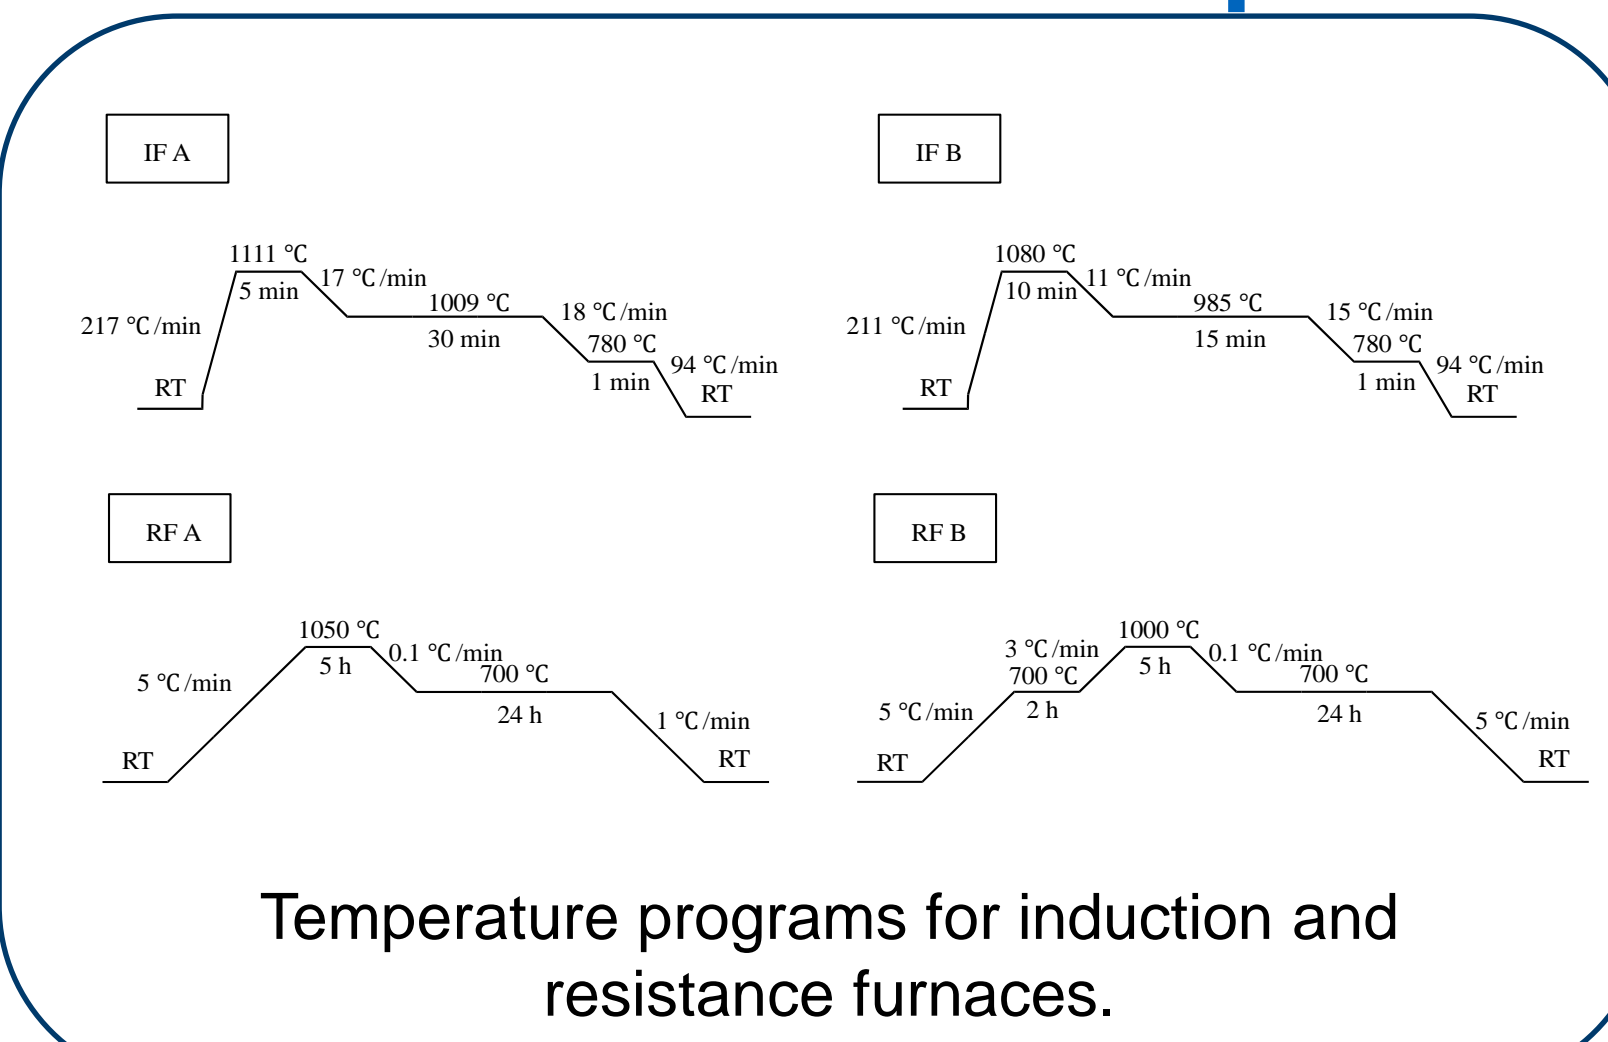 IF A
1111 °C
5 min
17 °C/min
1009 °C
30 min
18 °C/min
780 °C
1 min
94 °C/min
217 °C/min
RT
RT
IF B
1080 °C
10 min
11 °C/min
985 °C
15 min
15 °C/min
780 °C
1 min
94 °C/min
211 °C/min
RT
RT
RF A
1050 °C
5 h
0.1 °C/min
700 °C
24 h
5 °C/min
1 °C/min
RT
RT
RF B
1000 °C
3 °C/min
5 h
0.1 °C/min
700 °C
700 °C
2 h
24 h
5 °C/min
5 °C/min
RT
RT
Temperature programs for induction and
resistance furnaces.